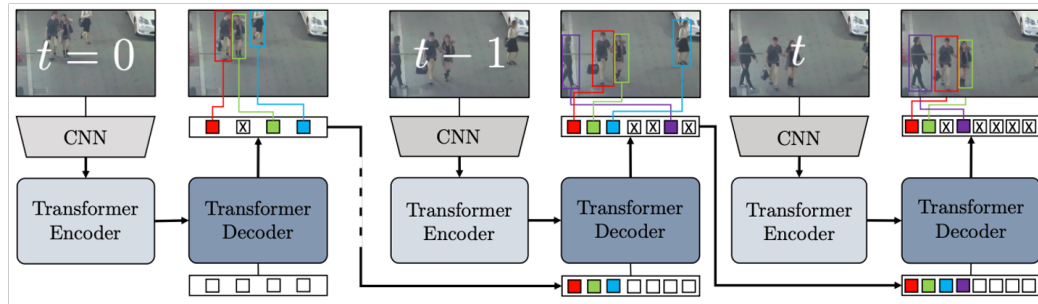 t = 0
t − 1
t
CNN
CNN
CNN
X
X X X
X X X X X
Transformer
Encoder
Transformer
Decoder
Transformer
Encoder
Transformer
Decoder
Transformer
Encoder
Transformer
Decoder